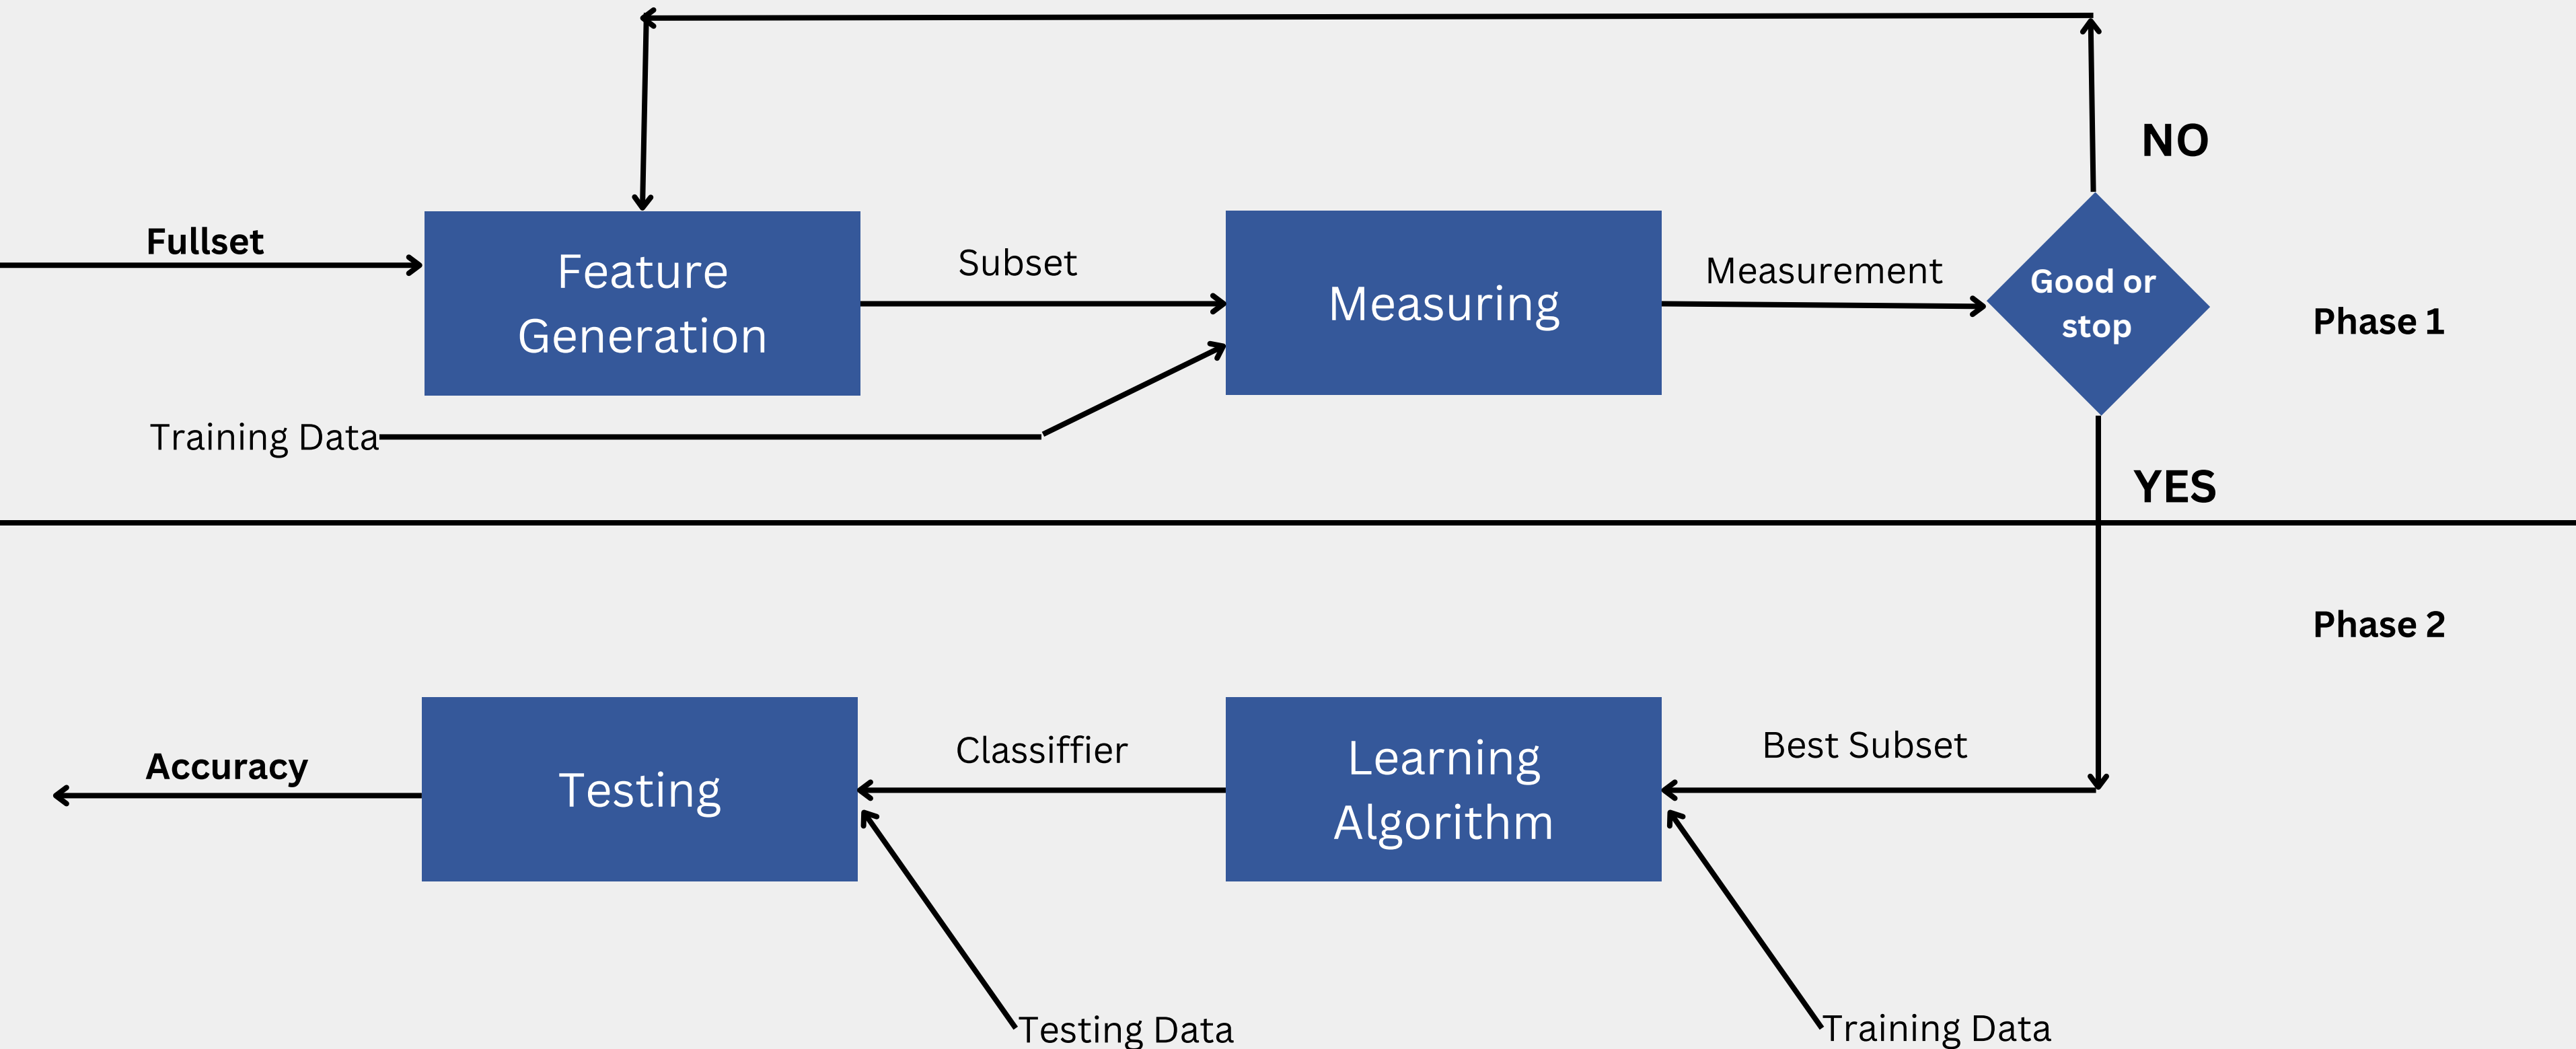 NO
Fullset
Feature
Generation
Subset
Measuring
Measurement
Good or
stop
Phase 1
Training Data
YES
Phase 2
Accuracy
Testing
Classiffier
Learning
Algorithm
Best Subset
Testing Data
Training Data